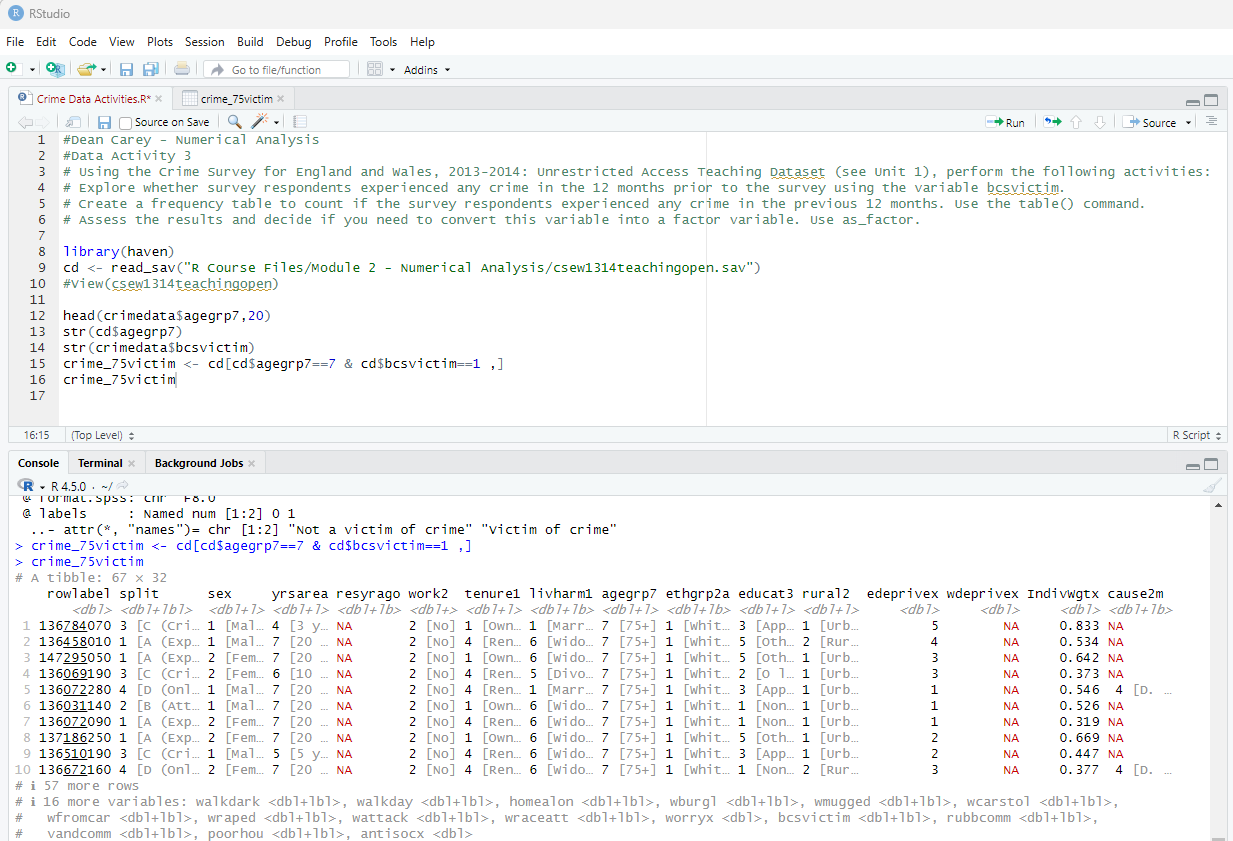 RStudio
File Edit Code View Plots Session Build Debug Profile Tools Help
Go to file/function Addins
Crime Data Activities.R* crime_75victim
Source on Save Run Source
1 #Dean Carey - Numerical Analysis
2 #Data Activity 3
3 # Using the Crime Survey for England and Wales, 2013-2014: Unrestricted Access Teaching Dataset (see Unit 1), perform the following activities:
4 # Explore whether survey respondents experienced any crime in the 12 months prior to the survey using the variable bcsvictim.
5 # Create a frequency table to count if the survey respondents experienced any crime in the previous 12 months. Use the table() command.
6 # Assess the results and decide if you need to convert this variable into a factor variable. Use as_factor.
7
8 library(haven)
9 cd <- read_sav("R Course Files/Module 2 - Numerical Analysis/csew1314teachingopen.sav")
10 #View(csew1314teachingopen)
11
12 head(crimedata$agegrp7,20)
13 str(cd$agegrp7)
14 str(crimedata$bcsvictim)
15 crime_75victim <- cd[cd$agegrp7==7 & cd$bcsvictim==1 ,]
16 crime_75victim
17
16:15 (Top Level) R Script
Console Terminal Background Jobs
R 4.5.0 · ~/
@ format.spss: chr "F8.0"
@ labels : Named num [1:2] 0 1
..- attr(*, "names")= chr [1:2] "Not a victim of crime" "Victim of crime"
> crime_75victim <- cd[cd$agegrp7==7 & cd$bcsvictim==1 ,]
> crime_75victim
# A tibble: 67 × 32
rowlabel split sex yrsarea resyrago work2 tenure1 livharm1 agegrp7 ethgrp2a educat3 rural2 edeprivex wdeprivex IndivWgtx cause2m
<dbl> <dbl+lbl> <dbl+l> <dbl+l> <dbl+lb> <dbl+> <dbl+l> <dbl+lb> <dbl+l> <dbl+lb> <dbl+l> <dbl+l> <dbl> <dbl> <dbl> <dbl+lb>
1 136784070 3 [C (Cri… 1 [Mal… 4 [3 y… NA 2 [No] 1 [Own… 1 [Marr… 7 [75+] 1 [Whit… 3 [App… 1 [Urb… 5 NA 0.833 NA
2 136458010 1 [A (Exp… 1 [Mal… 7 [20 … NA 2 [No] 4 [Ren… 6 [Wido… 7 [75+] 1 [Whit… 5 [Oth… 2 [Rur… 4 NA 0.534 NA
3 147295050 1 [A (Exp… 2 [Fem… 7 [20 … NA 2 [No] 1 [Own… 6 [Wido… 7 [75+] 1 [Whit… 5 [Oth… 1 [Urb… 3 NA 0.642 NA
4 136069190 3 [C (Cri… 2 [Fem… 6 [10 … NA 2 [No] 4 [Ren… 5 [Divo… 7 [75+] 1 [Whit… 2 [O l… 1 [Urb… 3 NA 0.373 NA
5 136072280 4 [D (Onl… 1 [Mal… 7 [20 … NA 2 [No] 4 [Ren… 1 [Marr… 7 [75+] 1 [Whit… 3 [App… 1 [Urb… 1 NA 0.546 4 [D. …
6 136031140 2 [B (Att… 1 [Mal… 7 [20 … NA 2 [No] 1 [Own… 6 [Wido… 7 [75+] 1 [Whit… 1 [Non… 1 [Urb… 1 NA 0.526 NA
7 136072090 1 [A (Exp… 2 [Fem… 7 [20 … NA 2 [No] 4 [Ren… 6 [Wido… 7 [75+] 1 [Whit… 1 [Non… 1 [Urb… 1 NA 0.319 NA
8 137186250 1 [A (Exp… 2 [Fem… 7 [20 … NA 2 [No] 1 [Own… 6 [Wido… 7 [75+] 1 [Whit… 5 [Oth… 1 [Urb… 2 NA 0.669 NA
9 136510190 3 [C (Cri… 1 [Mal… 5 [5 y… NA 2 [No] 4 [Ren… 6 [Wido… 7 [75+] 1 [Whit… 3 [App… 1 [Urb… 2 NA 0.447 NA
10 136672160 4 [D (Onl… 2 [Fem… 7 [20 … NA 2 [No] 4 [Ren… 6 [Wido… 7 [75+] 1 [Whit… 1 [Non… 2 [Rur… 3 NA 0.377 4 [D. …
# ℹ 57 more rows
# ℹ 16 more variables: walkdark <dbl+lbl>, walkday <dbl+lbl>, homealon <dbl+lbl>, wburgl <dbl+lbl>, wmugged <dbl+lbl>, wcarstol <dbl+lbl>,
# wfromcar <dbl+lbl>, wraped <dbl+lbl>, wattack <dbl+lbl>, wraceatt <dbl+lbl>, worryx <dbl>, bcsvictim <dbl+lbl>, rubbcomm <dbl+lbl>,
# vandcomm <dbl+lbl>, poorhou <dbl+lbl>, antisocx <dbl>